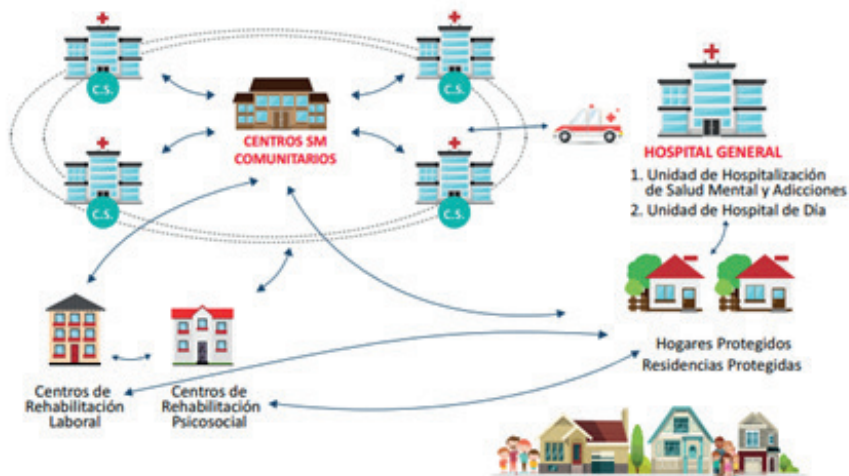 C.S.
C.S.
CENTROS SM
COMUNITARIOS
C.S.
C.S.
HOSPITAL GENERAL
1. Unidad de Hospitalización
de Salud Mental y Adicciones
2. Unidad de Hospital de Día
Hogares Protegidos
Residencias Protegidas
Centros de
Rehabilitación
Laboral
Centros de
Rehabilitación
Psicosocial